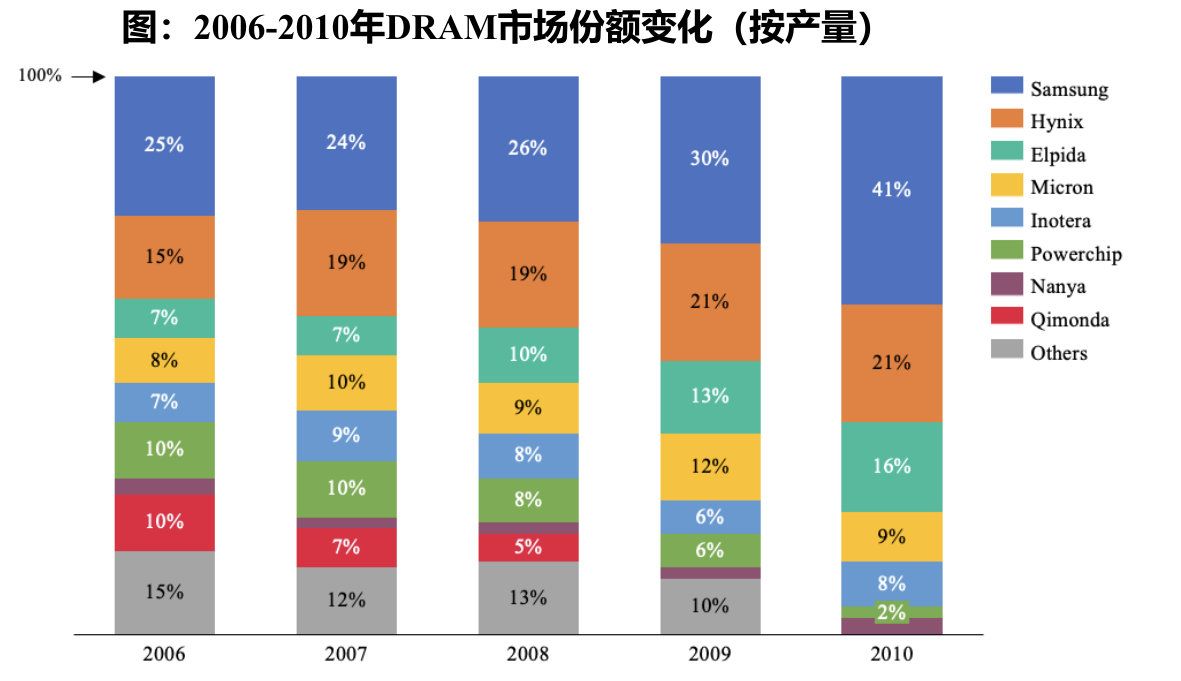 图：2006-2010年DRAM市场份额变化（按产量）
100%
25% 24% 26% 30% 41%
15% 19% 19% 21% 21%
7% 7% 10% 13% 16%
8% 10% 9% 12% 9%
7% 9% 8% 6% 8%
10% 10% 8% 6% 2%
10% 7% 5%
15% 12% 13% 10%
2006 2007 2008 2009 2010
Samsung
Hynix
Elpida
Micron
Inotera
Powerchip
Nanya
Qimonda
Others